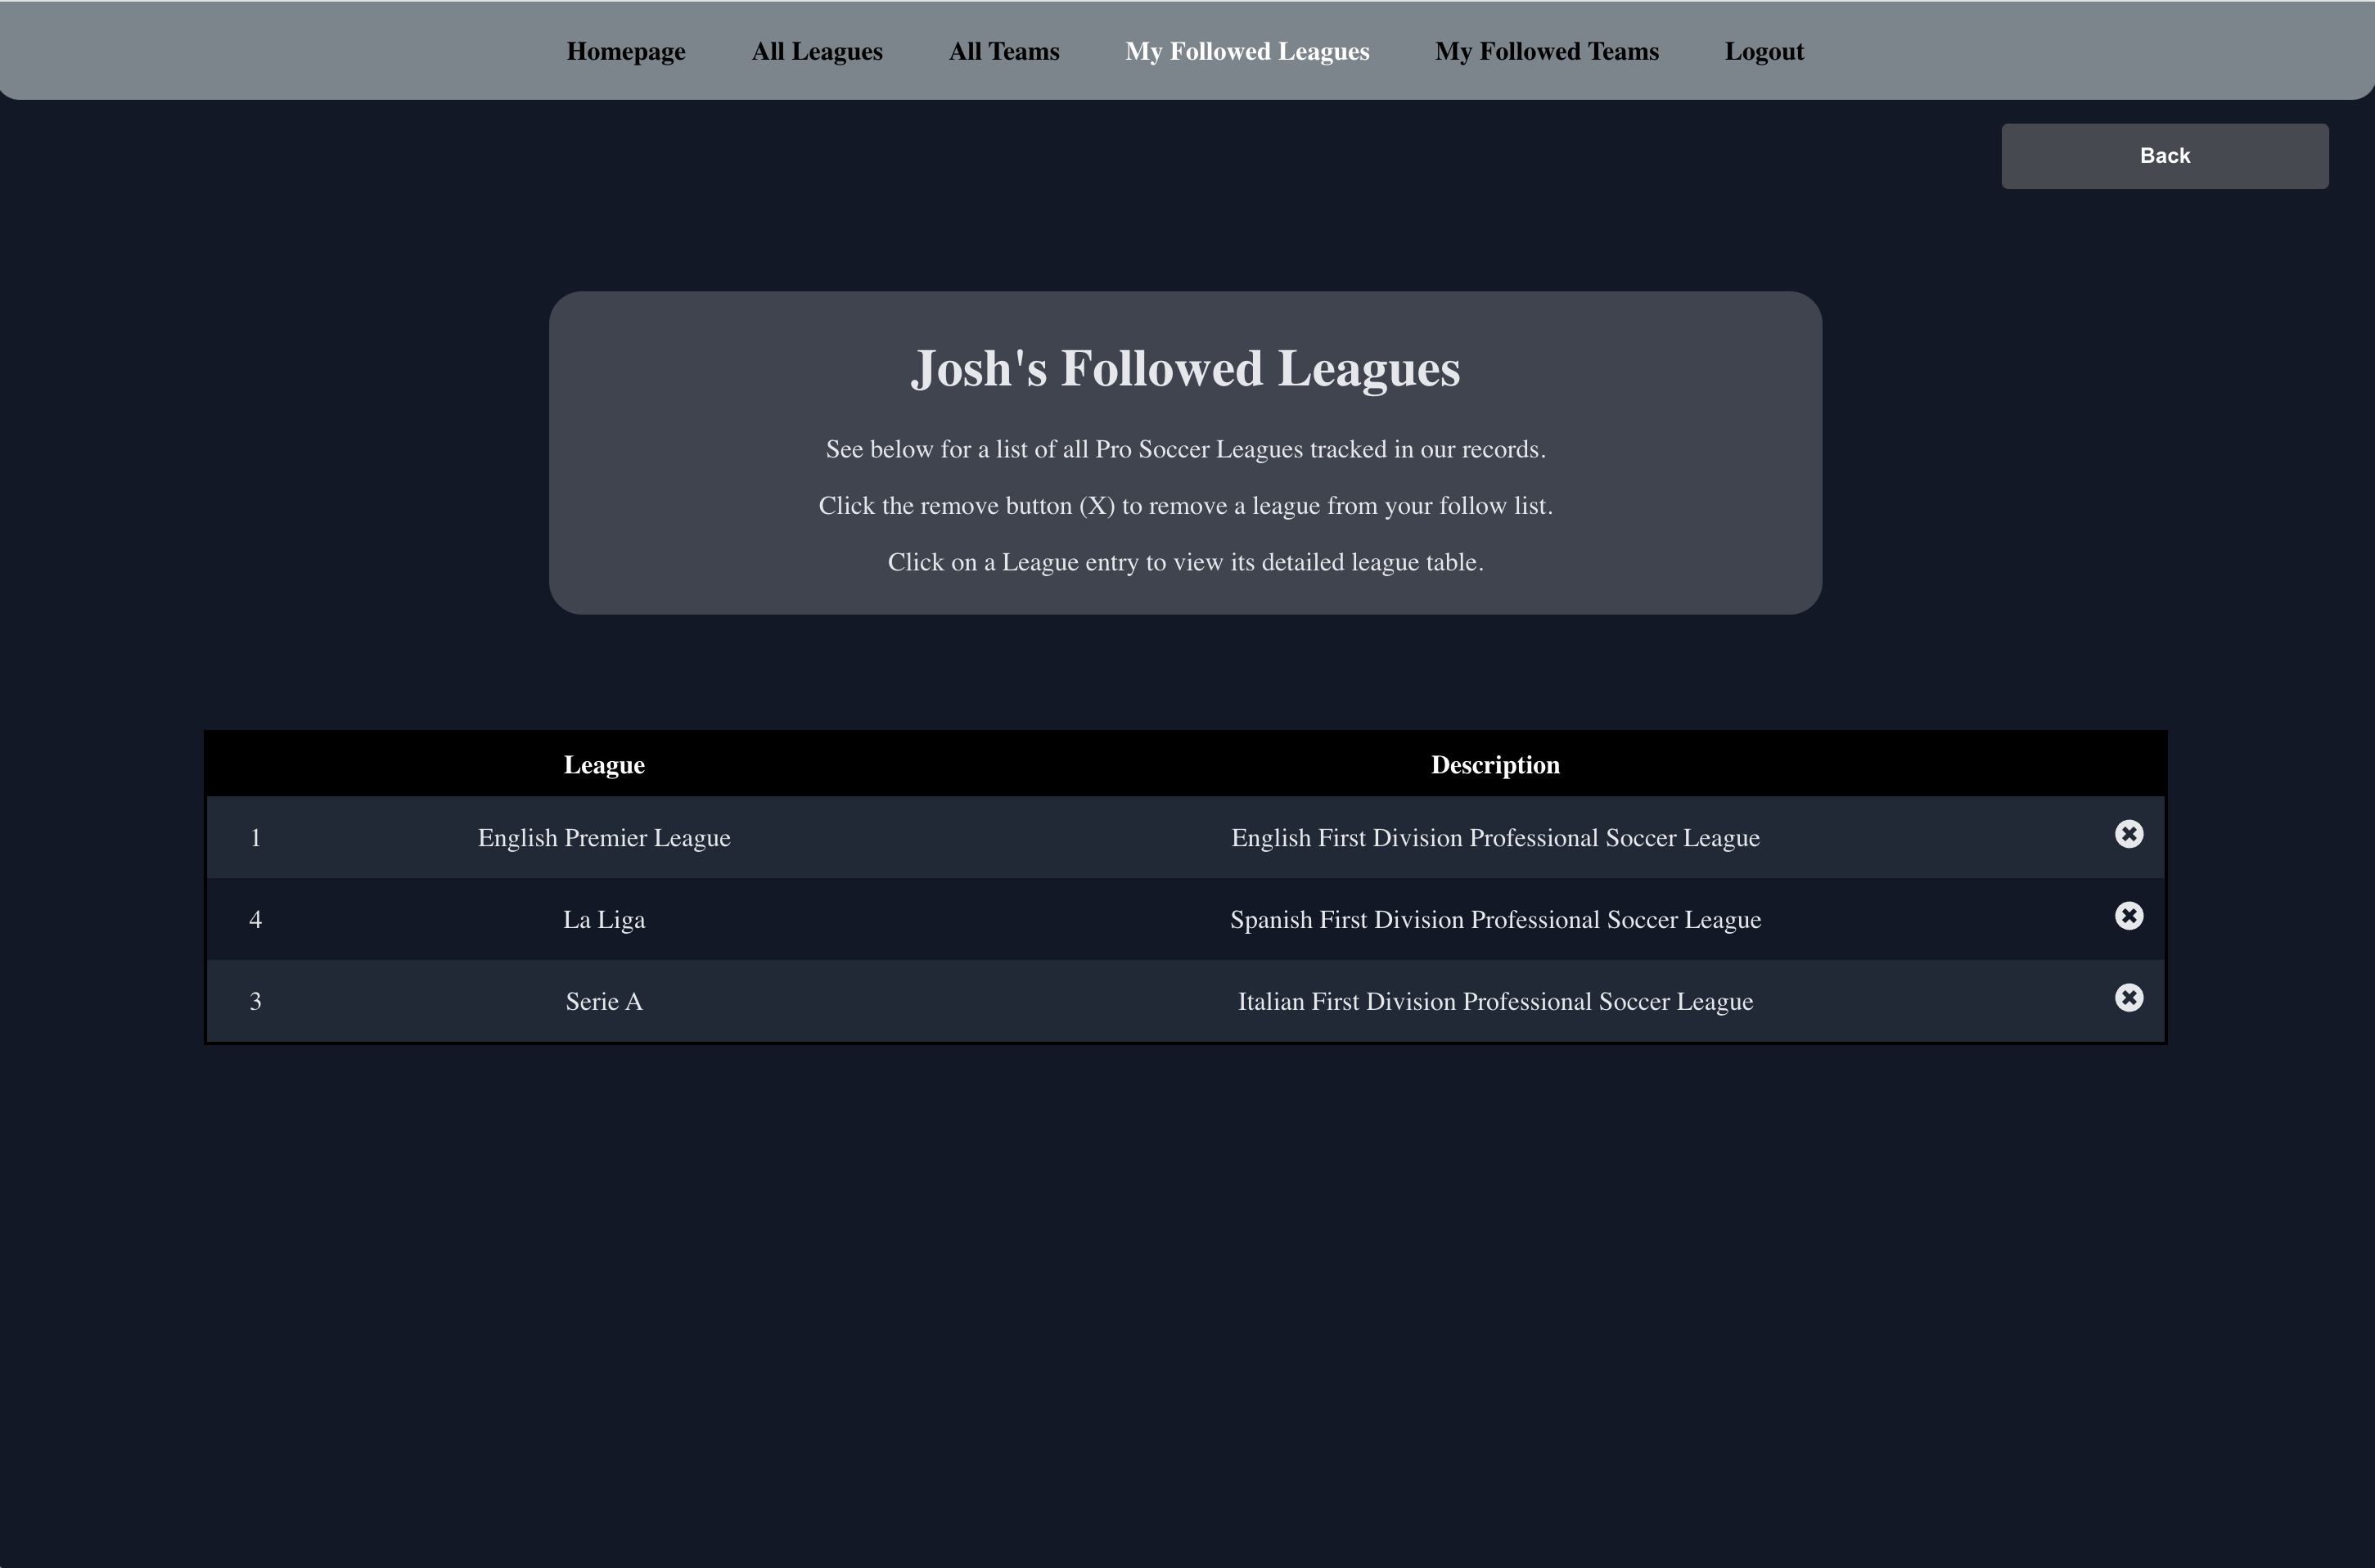 Homepage All Leagues All Teams My Followed Leagues My Followed Teams Logout
Back
Josh's Followed Leagues
See below for a list of all Pro Soccer Leagues tracked in our records.
Click the remove button (X) to remove a league from your follow list.
Click on a League entry to view its detailed league table.
League Description
1 English Premier League English First Division Professional Soccer League
4 La Liga Spanish First Division Professional Soccer League
3 Serie A Italian First Division Professional Soccer League